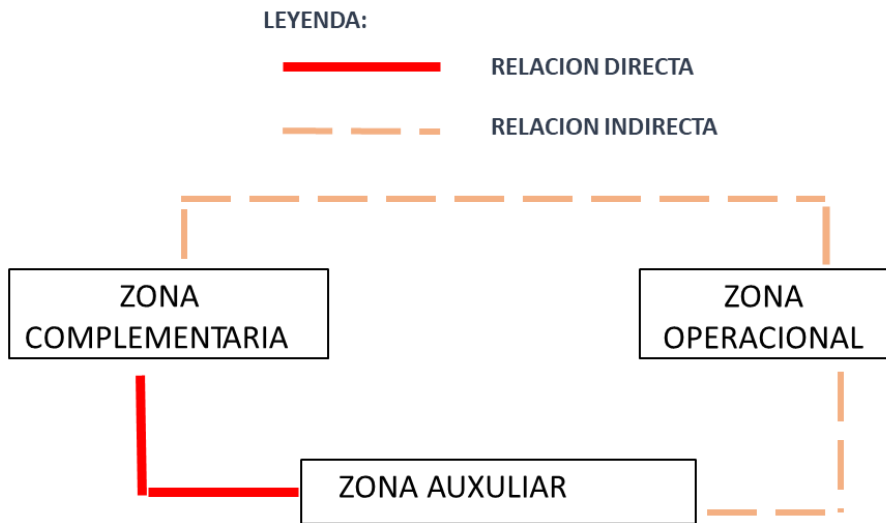 LEYENDA:
RELACION DIRECTA
RELACION INDIRECTA
ZONA
COMPLEMENTARIA
ZONA
OPERACIONAL
ZONA AUXULIAR